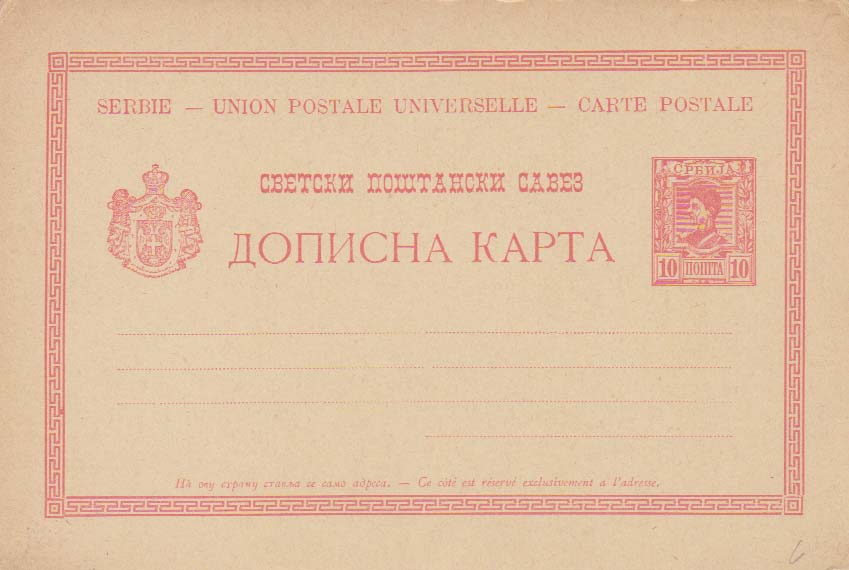 SERBIE — UNION POSTALE UNIVERSELLE — CARTE POSTALE
СВЕТСКИ ПОШТАНСКИ САВЕЗ
ДОПИСНА КАРТА
СРБИЈА
10 ПОШТА 10
На ову страну ставља се само адреса. — Ce côté est réservé exclusivement a l'adresse.